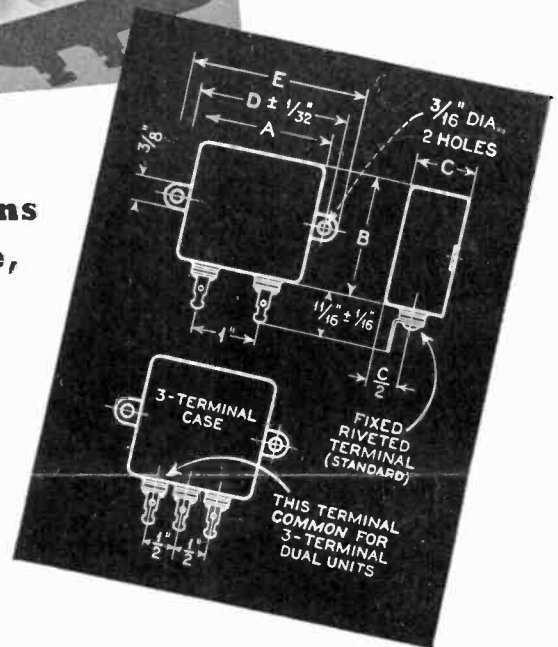 ns
e,
E
D ± 1/32"
A
3/16" DIA.
2 HOLES
3/8"
C
B
11/16" ± 1/16"
1"
C/2
FIXED
RIVETED
TERMINAL
(STANDARD)
3-TERMINAL
CASE
THIS TERMINAL
COMMON FOR
3-TERMINAL
DUAL UNITS
1/2" 1/2"